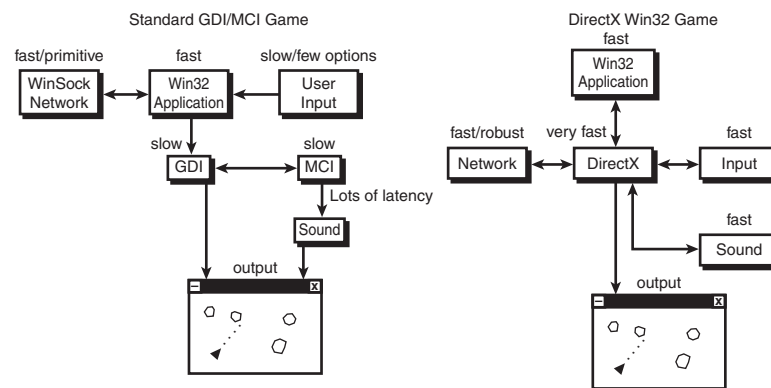 Standard GDI/MCI Game
fast/primitive
fast
slow/few options
WinSock
Network
Win32
Application
User
Input
slow
slow
GDI
MCI
Lots of latency
Sound
output
–
x
DirectX Win32 Game
fast
Win32
Application
fast/robust
very fast
fast
Network
DirectX
Input
fast
Sound
output
–
x